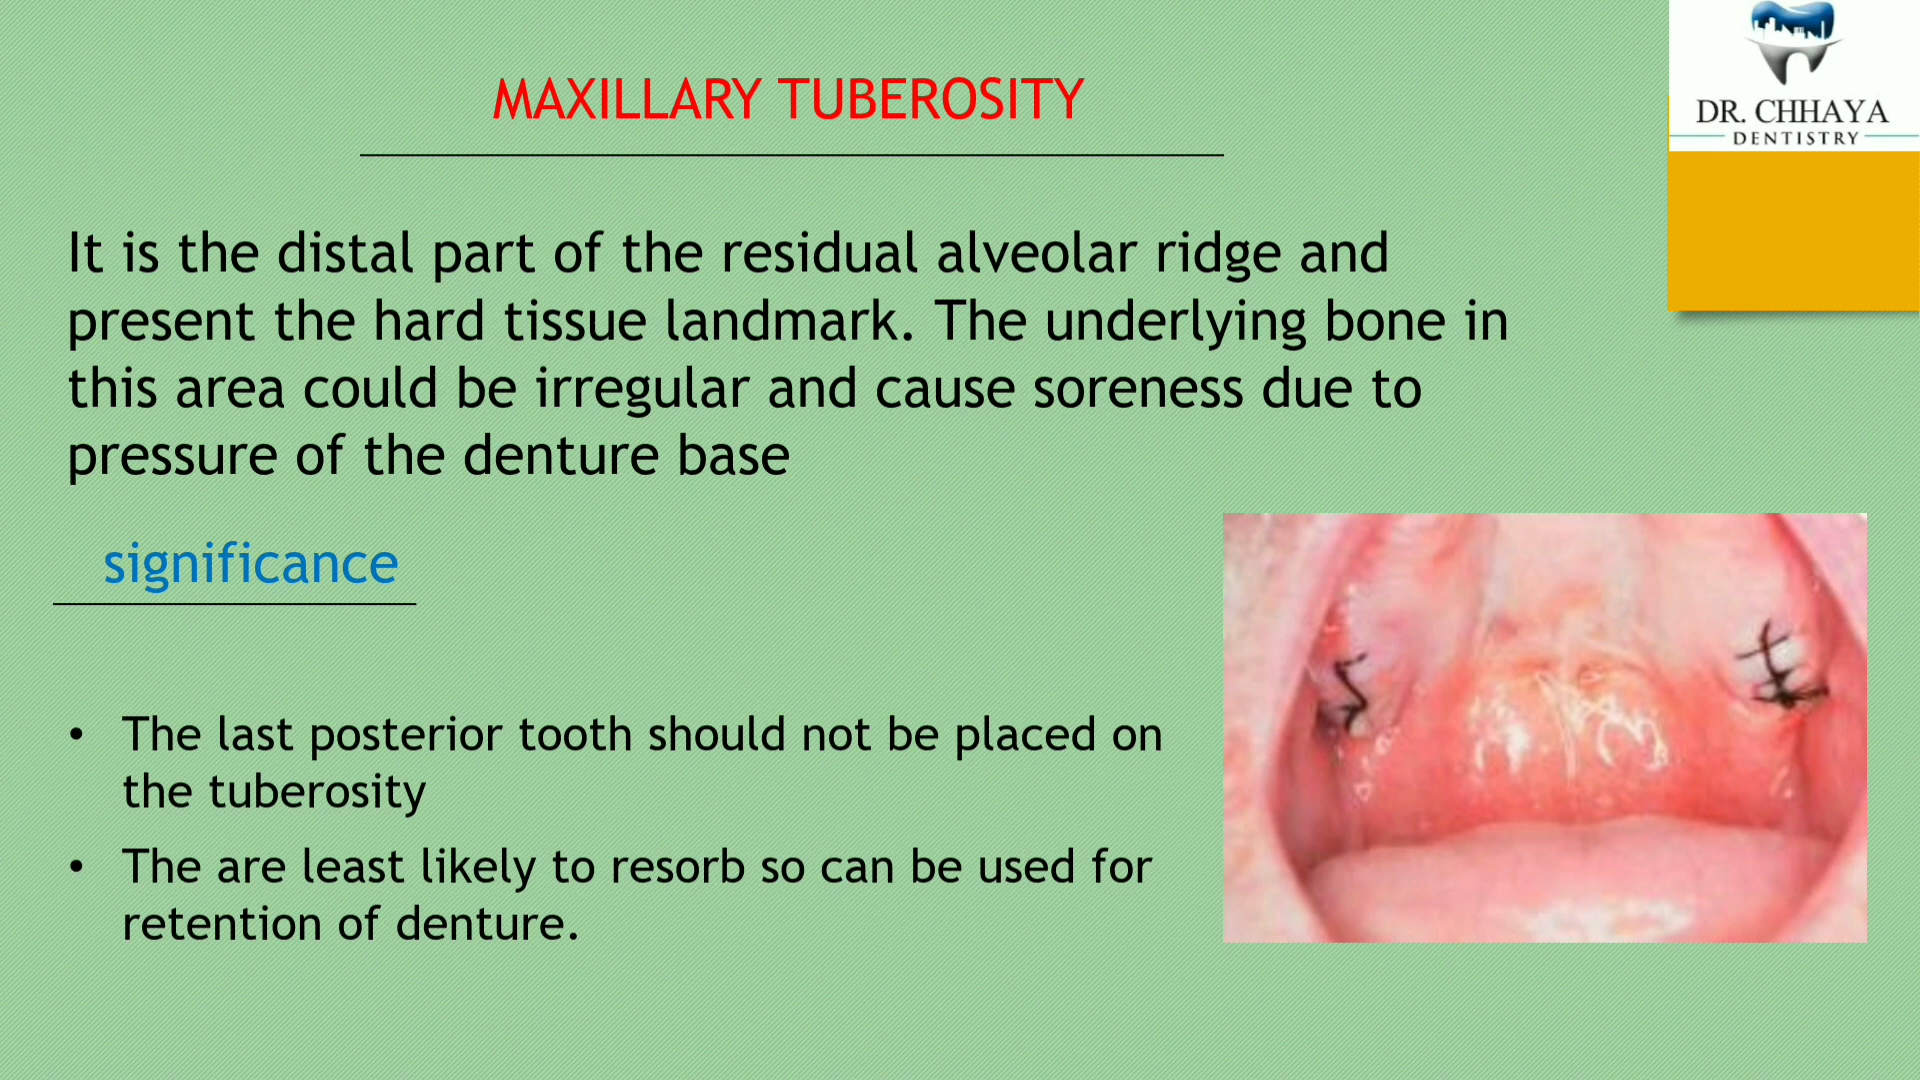 MAXILLARY TUBEROSITY
DR. CHHAYA
DENTISTRY
It is the distal part of the residual alveolar ridge and
present the hard tissue landmark. The underlying bone in
this area could be irregular and cause soreness due to
pressure of the denture base
significance
• The last posterior tooth should not be placed on
the tuberosity
• The are least likely to resorb so can be used for
retention of denture.